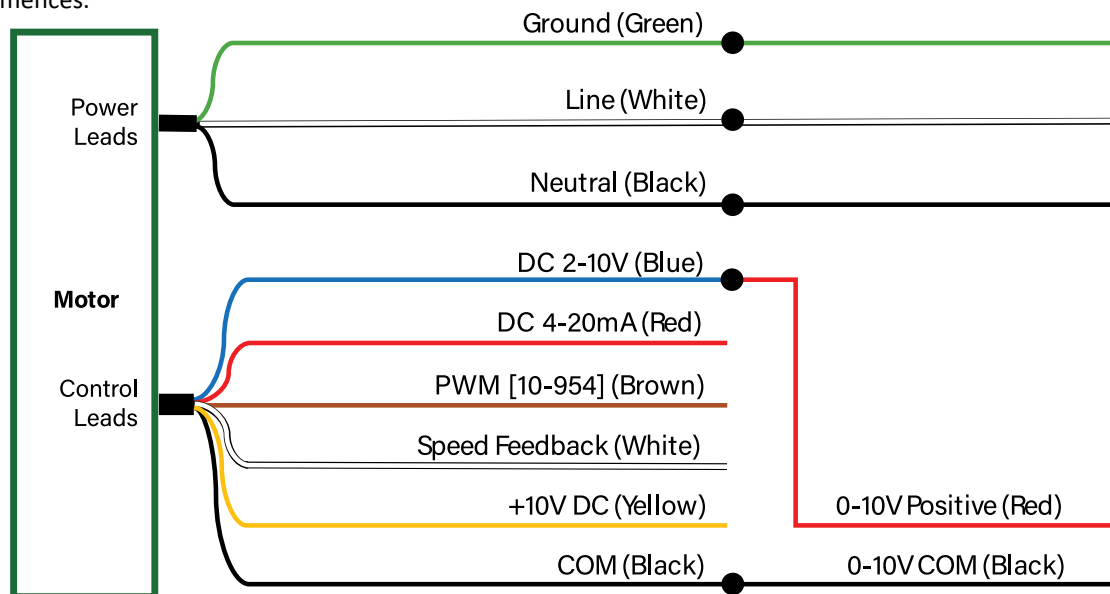 mences.
Ground (Green)
Power
Leads
Line (White)
Neutral (Black)
DC 2-10V (Blue)
Motor
DC 4-20mA (Red)
Control
Leads
PWM [10-954] (Brown)
Speed Feedback (White)
+10V DC (Yellow)
0-10V Positive (Red)
COM (Black)
0-10V COM (Black)